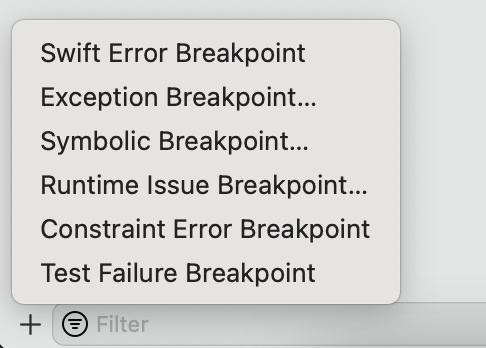 Swift Error Breakpoint
Exception Breakpoint...
Symbolic Breakpoint...
Runtime Issue Breakpoint...
Constraint Error Breakpoint
Test Failure Breakpoint
Filter